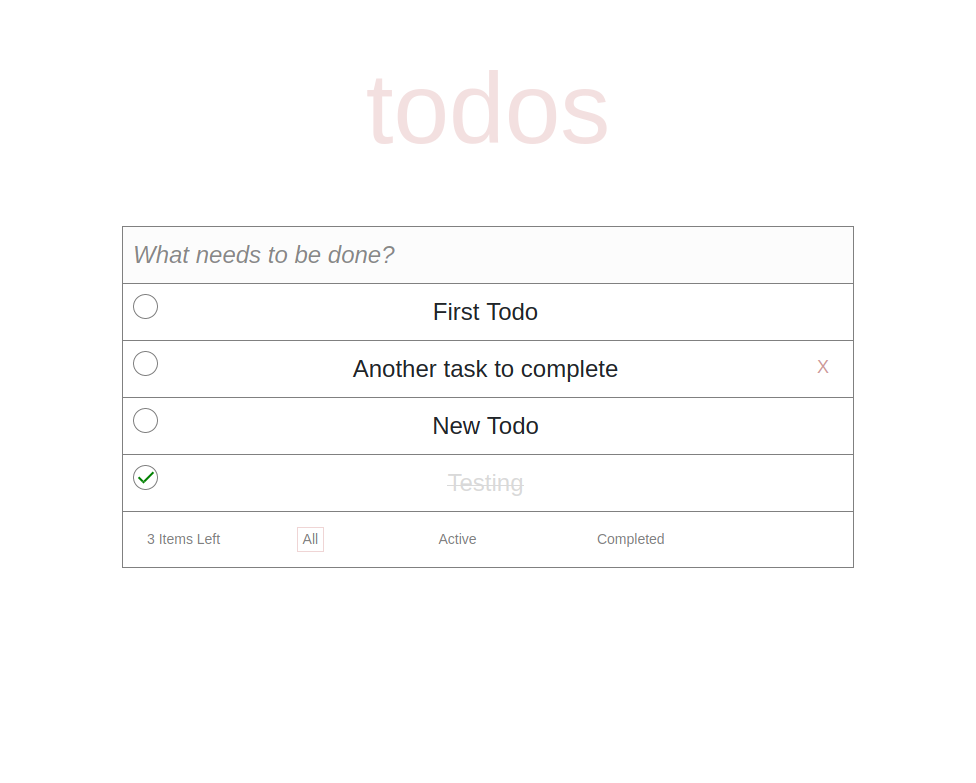 todos
What needs to be done?
First Todo
Another task to complete X
New Todo
Testing
3 Items Left All Active Completed